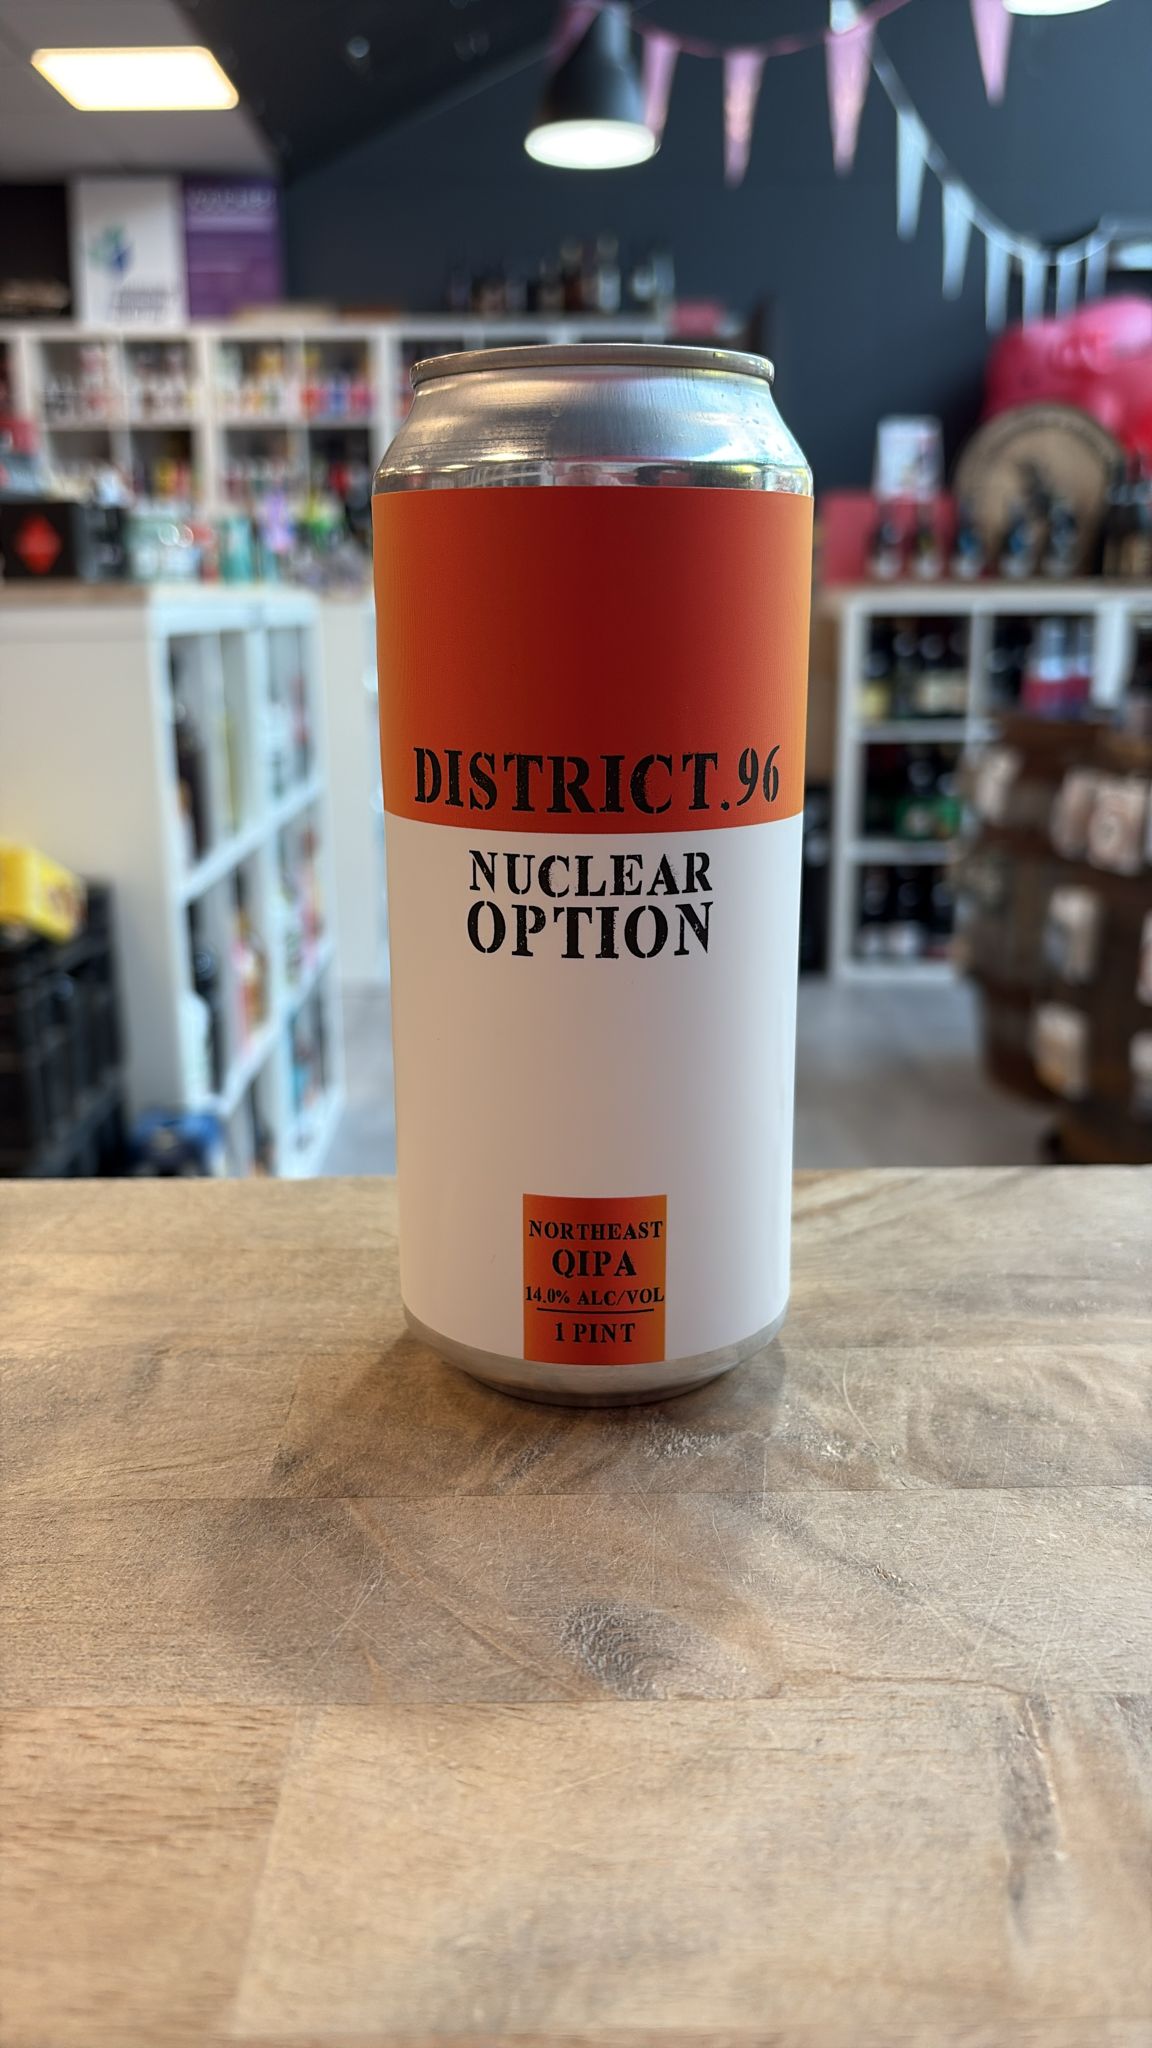 DISTRICT.96
NUCLEAR
OPTION
NORTHEAST
QIPA
14.0% ALC/VOL
1 PINT